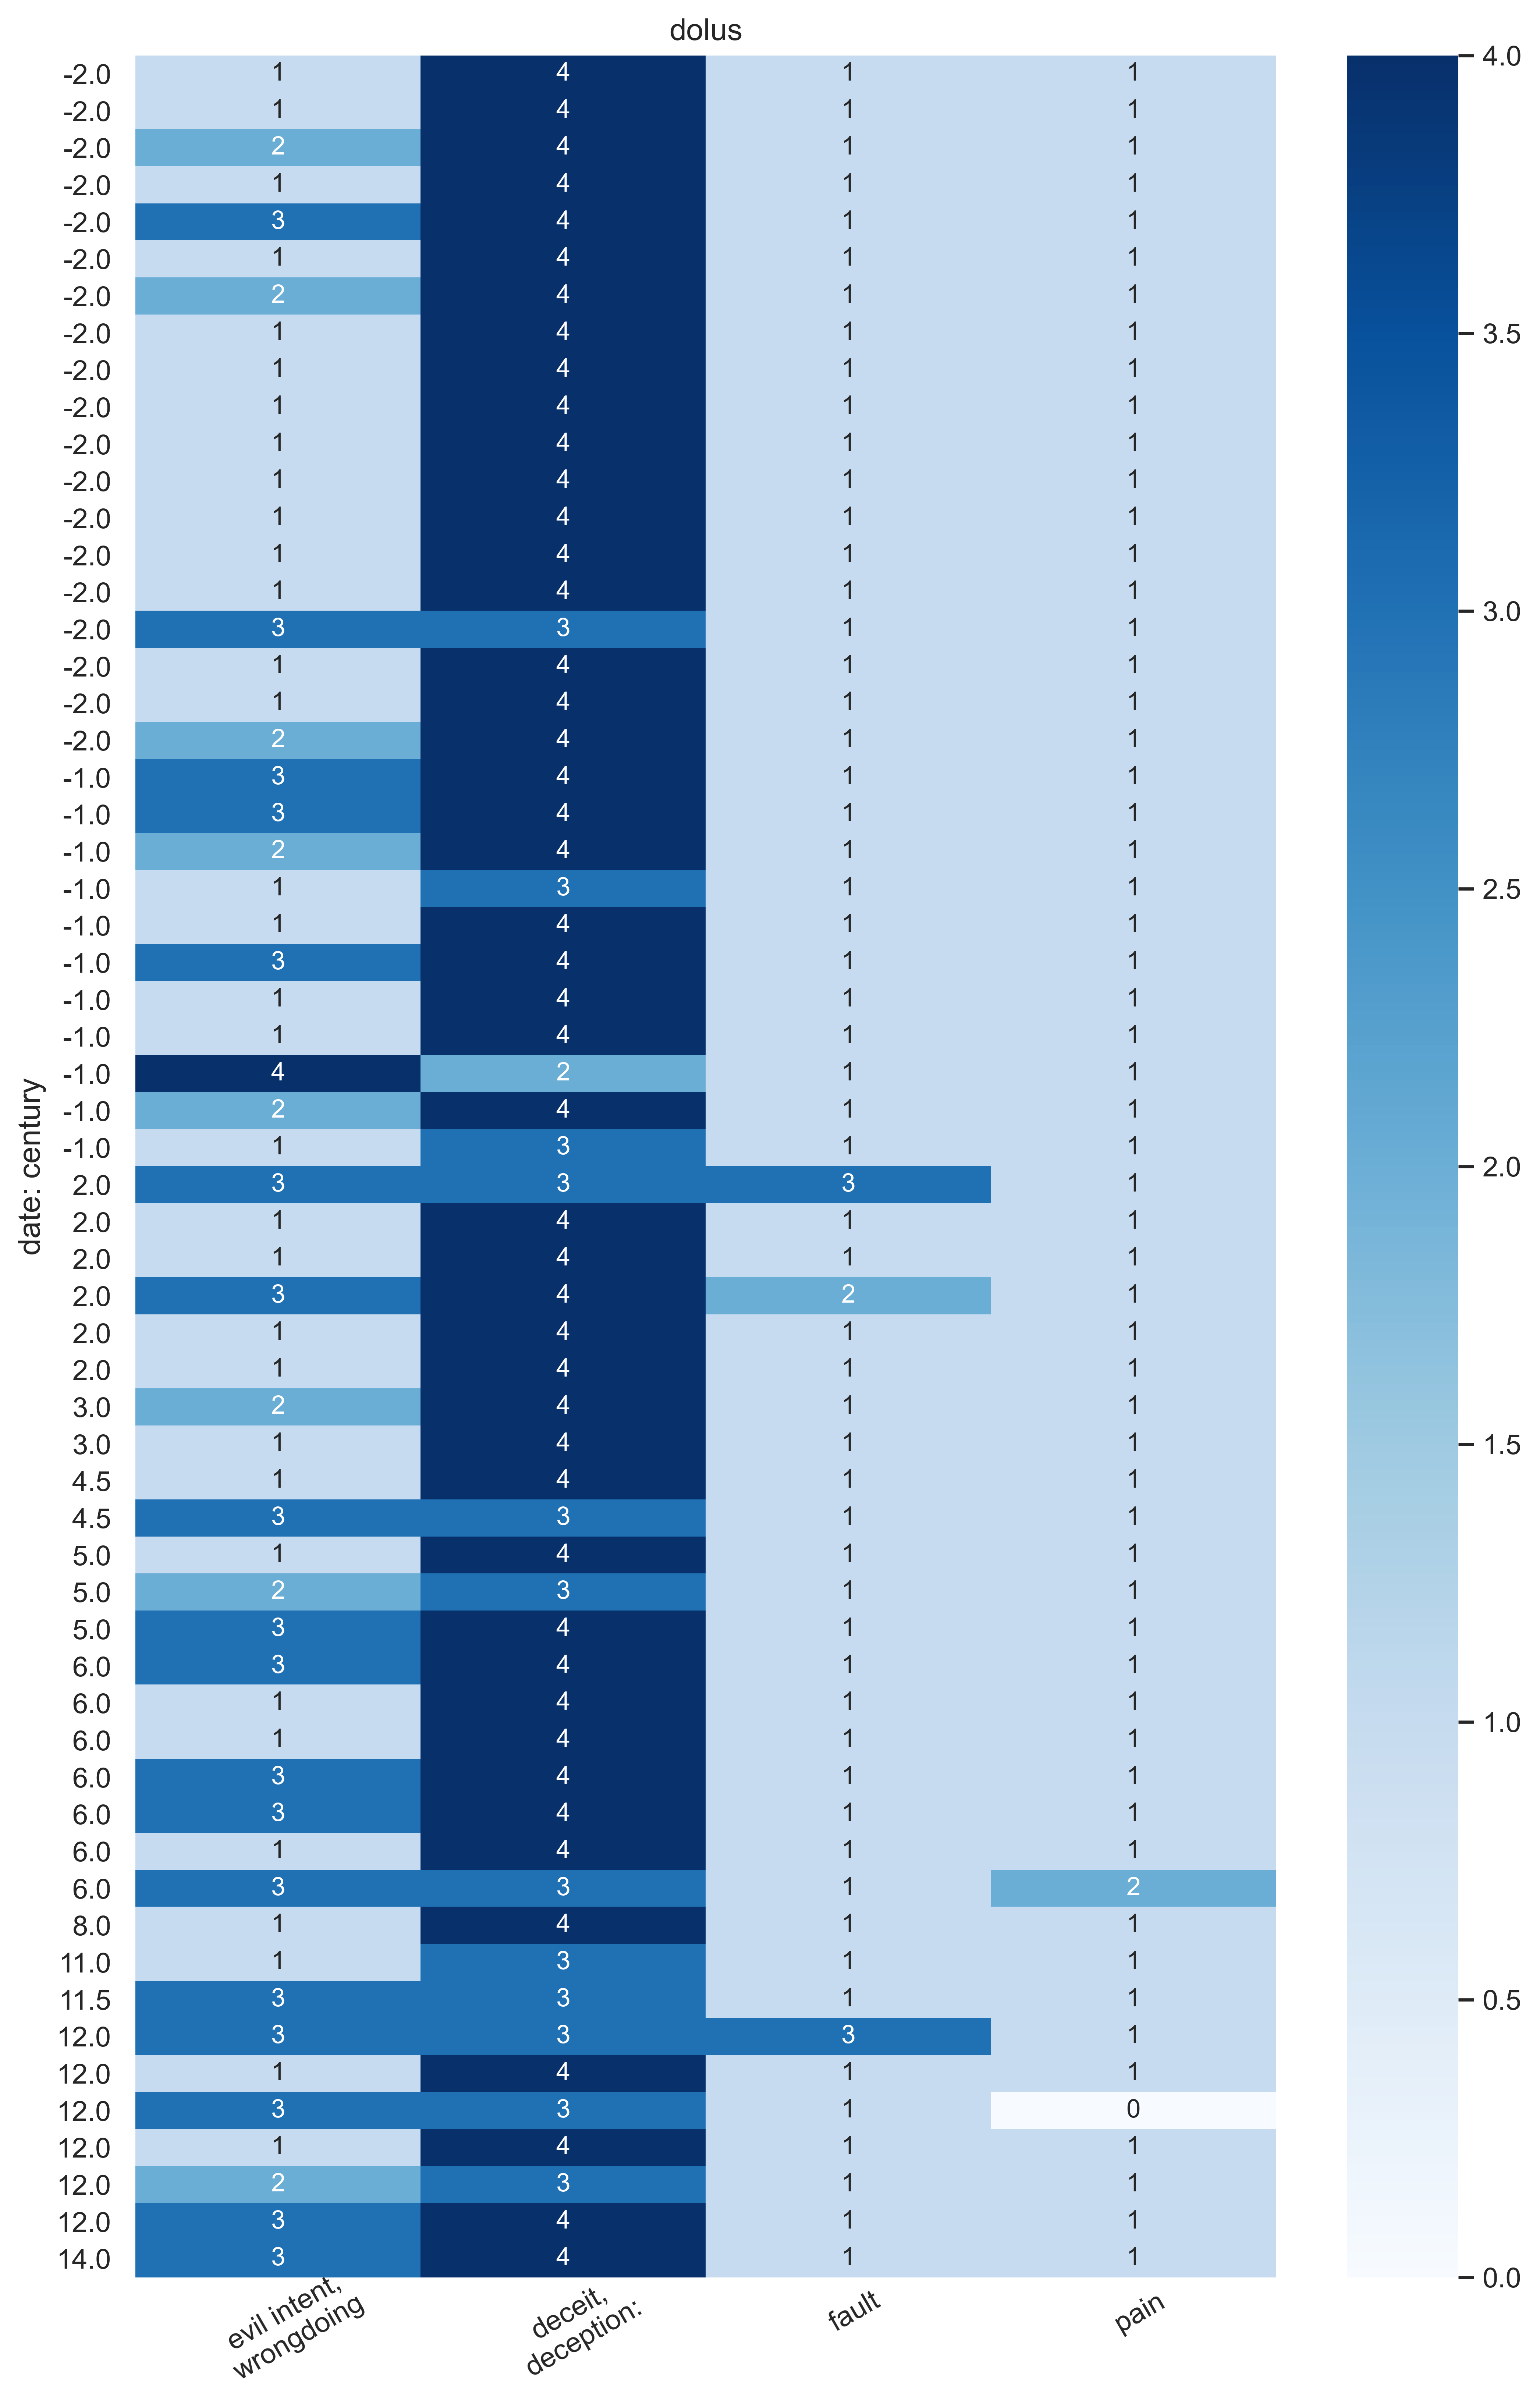 dolus
-2.0 1 4 1 1
-2.0 1 4 1 1
-2.0 2 4 1 1
-2.0 1 4 1 1
-2.0 3 4 1 1
-2.0 1 4 1 1
-2.0 2 4 1 1
-2.0 1 4 1 1
-2.0 1 4 1 1
-2.0 1 4 1 1
-2.0 1 4 1 1
-2.0 1 4 1 1
-2.0 1 4 1 1
-2.0 1 4 1 1
-2.0 1 4 1 1
-2.0 3 3 1 1
-2.0 1 4 1 1
-2.0 1 4 1 1
-2.0 2 4 1 1
-1.0 3 4 1 1
-1.0 3 4 1 1
-1.0 2 4 1 1
-1.0 1 3 1 1
-1.0 1 4 1 1
-1.0 3 4 1 1
-1.0 1 4 1 1
-1.0 1 4 1 1
-1.0 4 2 1 1
-1.0 2 4 1 1
-1.0 1 3 1 1
2.0 3 3 3 1
2.0 1 4 1 1
2.0 1 4 1 1
2.0 3 4 2 1
2.0 1 4 1 1
2.0 1 4 1 1
3.0 2 4 1 1
3.0 1 4 1 1
4.5 1 4 1 1
4.5 3 3 1 1
5.0 1 4 1 1
5.0 2 3 1 1
5.0 3 4 1 1
6.0 3 4 1 1
6.0 1 4 1 1
6.0 1 4 1 1
6.0 3 4 1 1
6.0 3 4 1 1
6.0 1 4 1 1
6.0 3 3 1 2
8.0 1 4 1 1
11.0 1 3 1 1
11.5 3 3 1 1
12.0 3 3 3 1
12.0 1 4 1 1
12.0 3 3 1 0
12.0 1 4 1 1
12.0 2 3 1 1
12.0 3 4 1 1
14.0 3 4 1 1
date: century
evil intent,
wrongdoing
deceit,
deception:
fault
pain
4.0
3.5
3.0
2.5
2.0
1.5
1.0
0.5
0.0